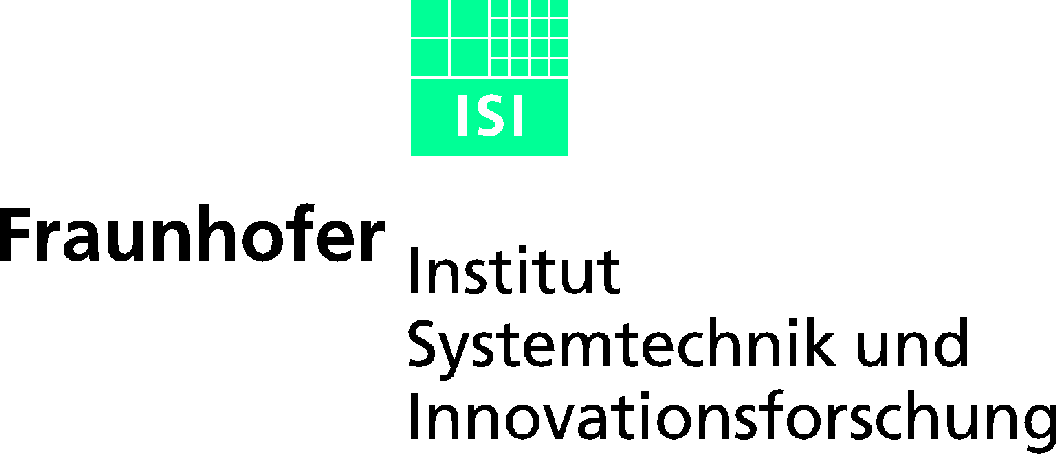 ISI
Fraunhofer
Institut
Systemtechnik und
Innovationsforschung